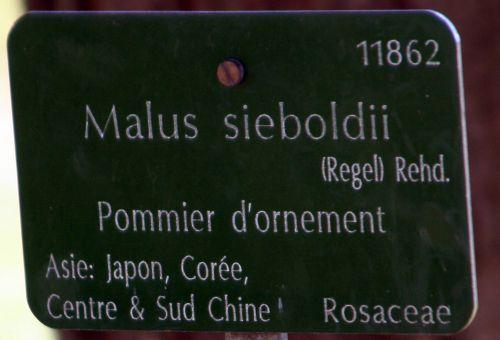 11862
Malus sieboldii
(Regel) Rehd.
Pommier d'ornement
Asie: Japon, Corée,
Centre & Sud Chine Rosaceae